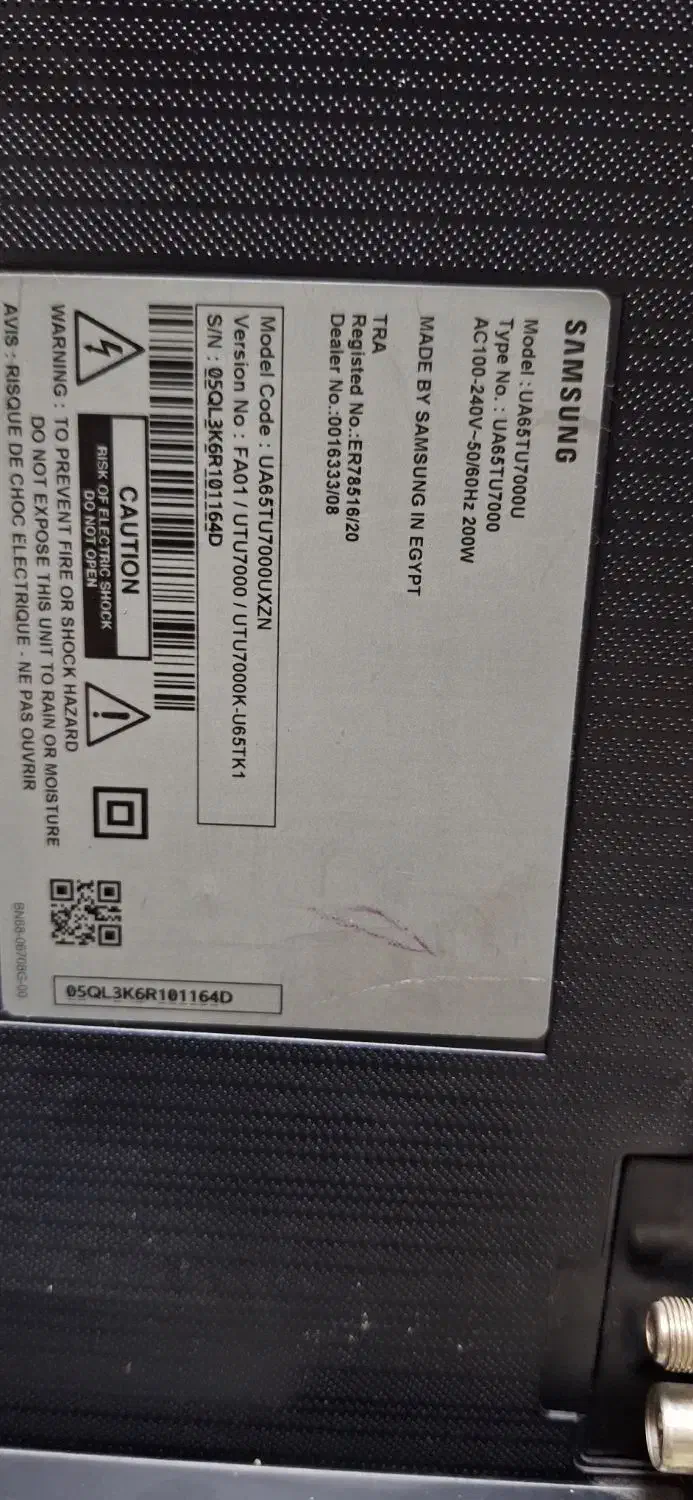 SAMSUNG
Model : UA65TU7000U
Type No. : UA65TU7000
AC100-240V~50/60Hz 200W
MADE BY SAMSUNG IN EGYPT
TRA
Registed No.:ER78516/20
Dealer No.:0016333/08
Model Code : UA65TU7000UXZN
Version No : FA01 / UTU7000 / UTU7000K-U65TK1
S/N : 05QL3K6R101164D
CAUTION
RISK OF ELECTRIC SHOCK
DO NOT OPEN
WARNING : TO PREVENT FIRE OR SHOCK HAZARD
DO NOT EXPOSE THIS UNIT TO RAIN OR MOISTURE
AVIS : RISQUE DE CHOC ELECTRIQUE - NE PAS OUVRIR
05QL3K6R101164D
BN68-06708G-00